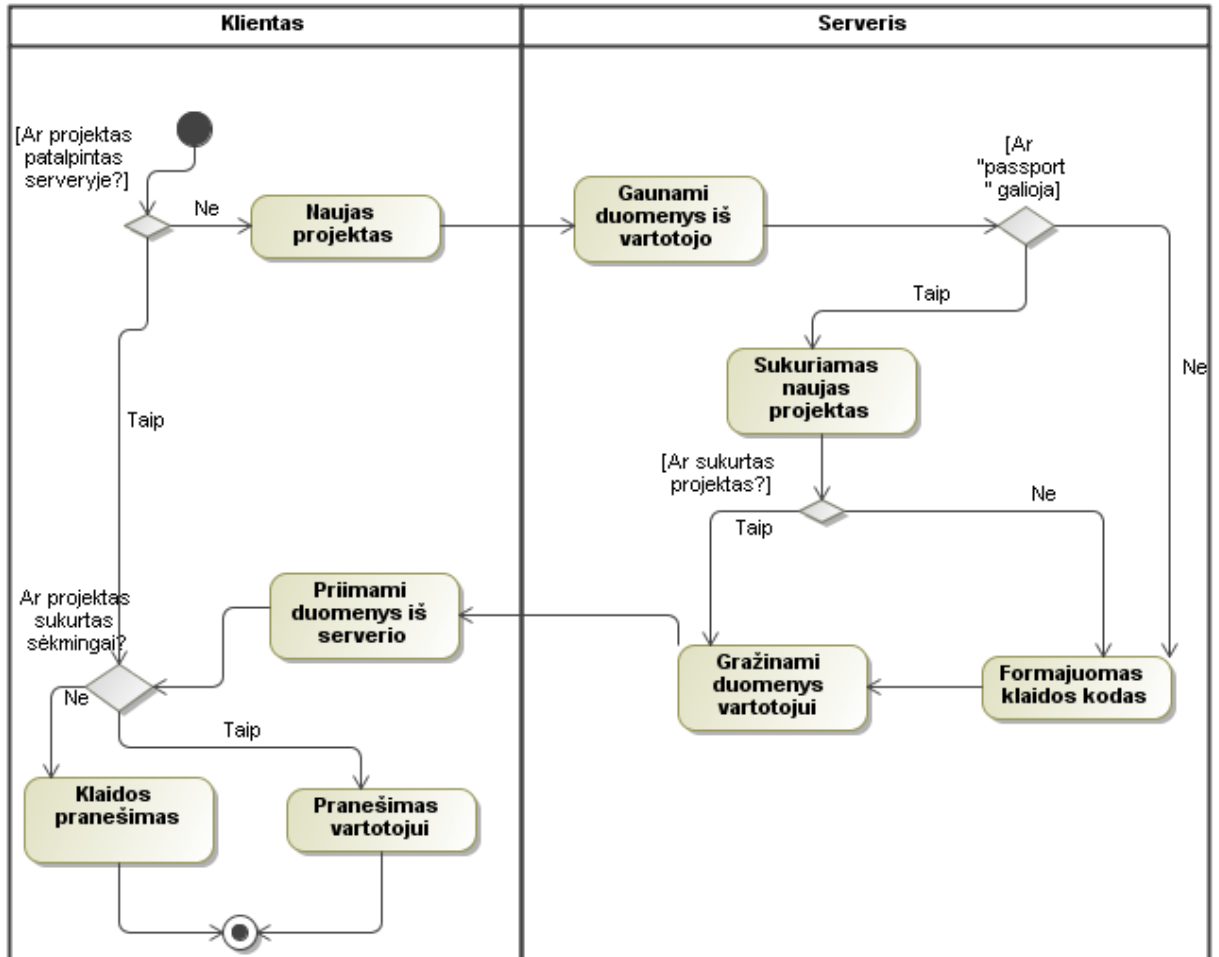 Klientas
Serveris
[Ar projektas
patalpintas
serveryje?]
Ne
Naujas
projektas
Gaunami
duomenys iš
vartotojo
[Ar
"passport
" galioja]
Taip
Ne
Sukuriamas
naujas
projektas
Taip
[Ar sukurtas
projektas?]
Taip
Ne
Priimami
duomenys iš
serverio
Ar projektas
sukurtas
sėkmingai?
Gražinami
duomenys
vartotojui
Formajuomas
klaidos kodas
Ne
Taip
Klaidos
pranešimas
Pranešimas
vartotojui